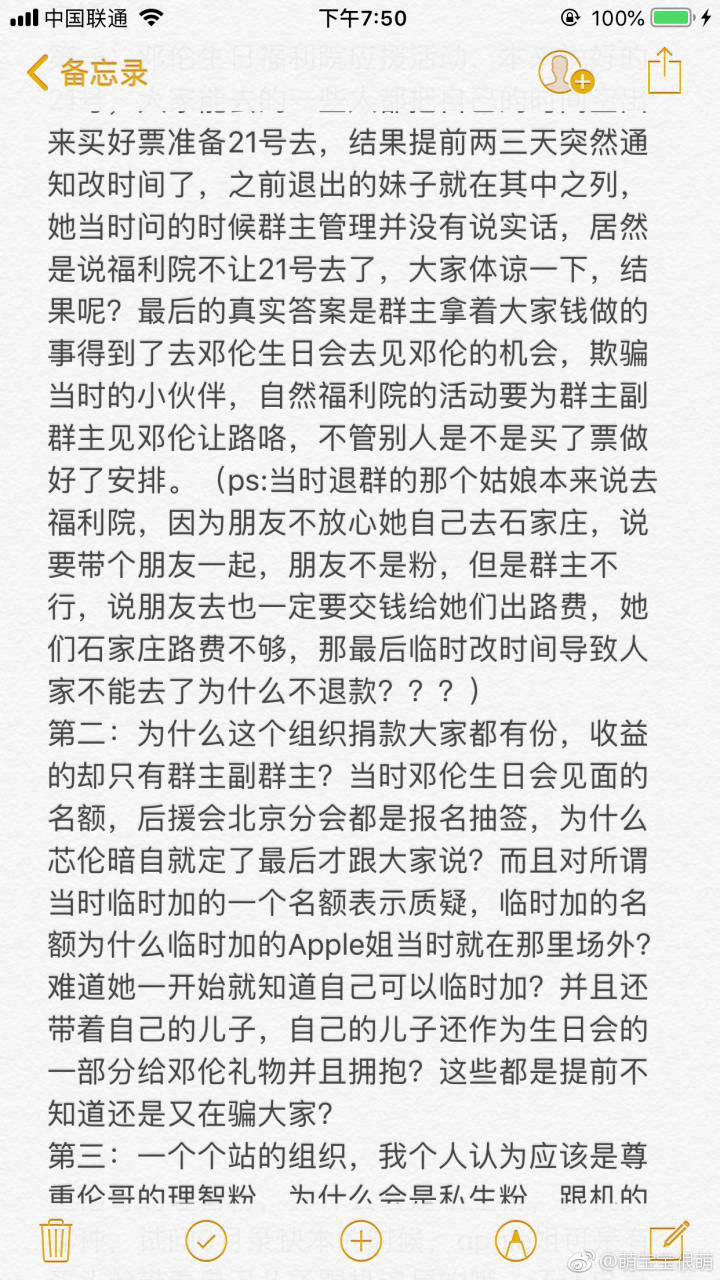 中国联通
下午7:50
100%
备忘录
邓伦生日福利院应援活动
21号，大家能去的一些人都把自己的时间空出
来买好票准备21号去，结果提前两三天突然通
知改时间了，之前退出的妹子就在其中之列，
她当时问的时候群主管理并没有说实话，居然
是说福利院不让21号去了，大家体谅一下，结
果呢？最后的真实答案是群主拿着大家钱做的
事得到了去邓伦生日会去见邓伦的机会，欺骗
当时的小伙伴，自然福利院的活动要为群主副
群主见邓伦让路咯，不管别人是不是买了票做
好了安排。（ps:当时退群的那个姑娘本来说去
福利院，因为朋友不放心她自己去石家庄，说
要带个朋友一起，朋友不是粉，但是群主不
行，说朋友去也一定要交钱给她们出路费，她
们石家庄路费不够，那最后临时改时间导致人
家不能去了为什么不退款？？？)
第二：为什么这个组织捐款大家都有份，收益
的却只有群主副群主？当时邓伦生日会见面的
名额，后援会北京分会都是报名抽签，为什么
芯伦暗自就定了最后才跟大家说？而且对所谓
当时临时加的一个名额表示质疑，临时加的名
额为什么临时加的Apple姐当时就在那里场外？
难道她一开始就知道自己可以临时加？并且还
带着自己的儿子，自己的儿子还作为生日会的
一部分给邓伦礼物并且拥抱？这些都是提前不
知道还是又在骗大家？
第三：一个个站的组织，我个人认为应该是尊
重伦哥的理智粉，为什么会是私生粉，跟机的
@萌宝宝很萌